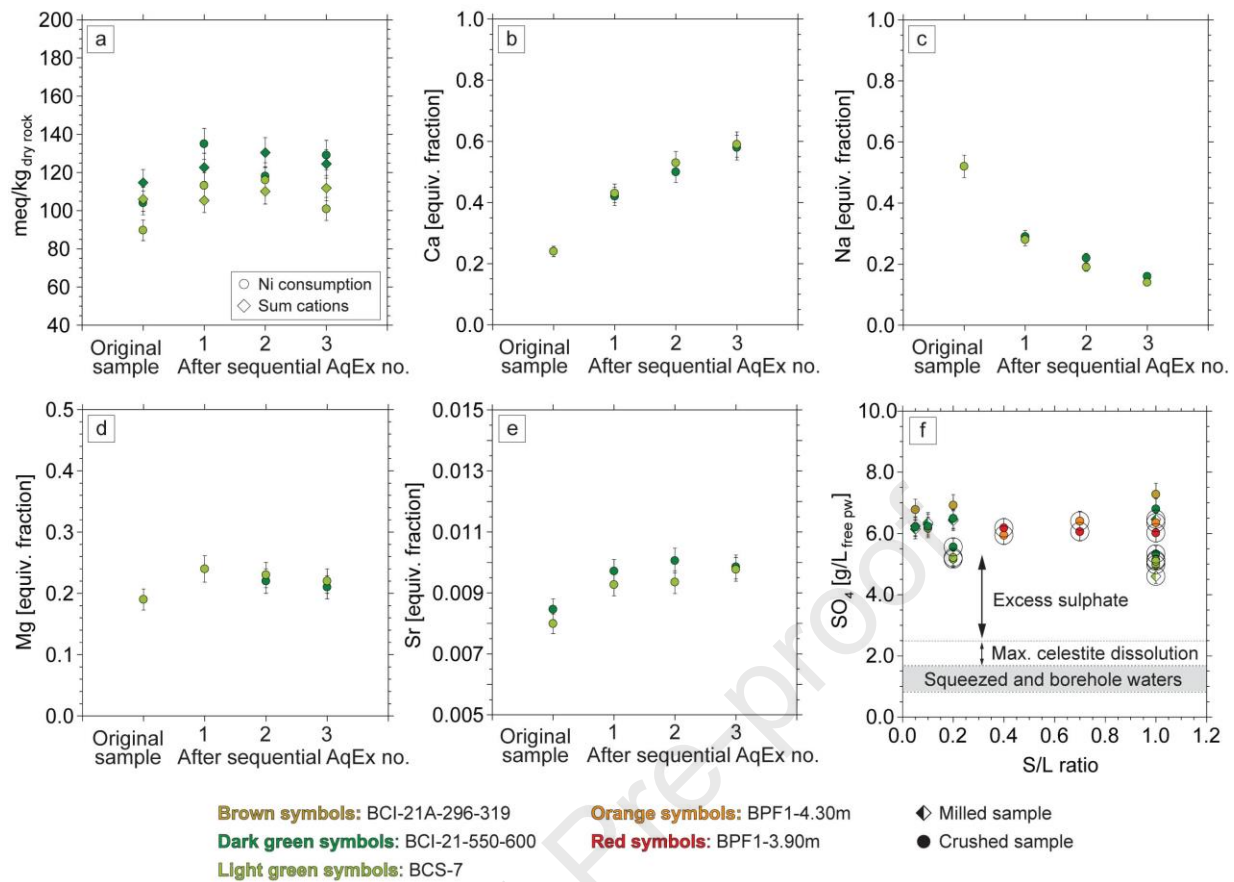 a
200
180
160
140
120
100
80
60
40
meq/kg dry rock
Ni consumption
Sum cations
Original sample
1 2 3
After sequential AqEx no.
b
1.0
0.8
0.6
0.4
0.2
0.0
Ca [equiv. fraction]
Original sample
1 2 3
After sequential AqEx no.
c
1.0
0.8
0.6
0.4
0.2
0.0
Na [equiv. fraction]
Original sample
1 2 3
After sequential AqEx no.
d
0.5
0.4
0.3
0.2
0.1
0.0
Mg [equiv. fraction]
Original sample
1 2 3
After sequential AqEx no.
e
0.015
0.013
0.011
0.009
0.007
0.005
Sr [equiv. fraction]
Original sample
1 2 3
After sequential AqEx no.
f
10.0
8.0
6.0
4.0
2.0
0.0
SO4 [g/L free pw]
Excess sulphate
Max. celestite dissolution
Squeezed and borehole waters
0.0 0.2 0.4 0.6 0.8 1.0 1.2
S/L ratio
Brown symbols: BCI-21A-296-319
Dark green symbols: BCI-21-550-600
Light green symbols: BCS-7
Orange symbols: BPF1-4.30m
Red symbols: BPF1-3.90m
Milled sample
Crushed sample
Pre-proof